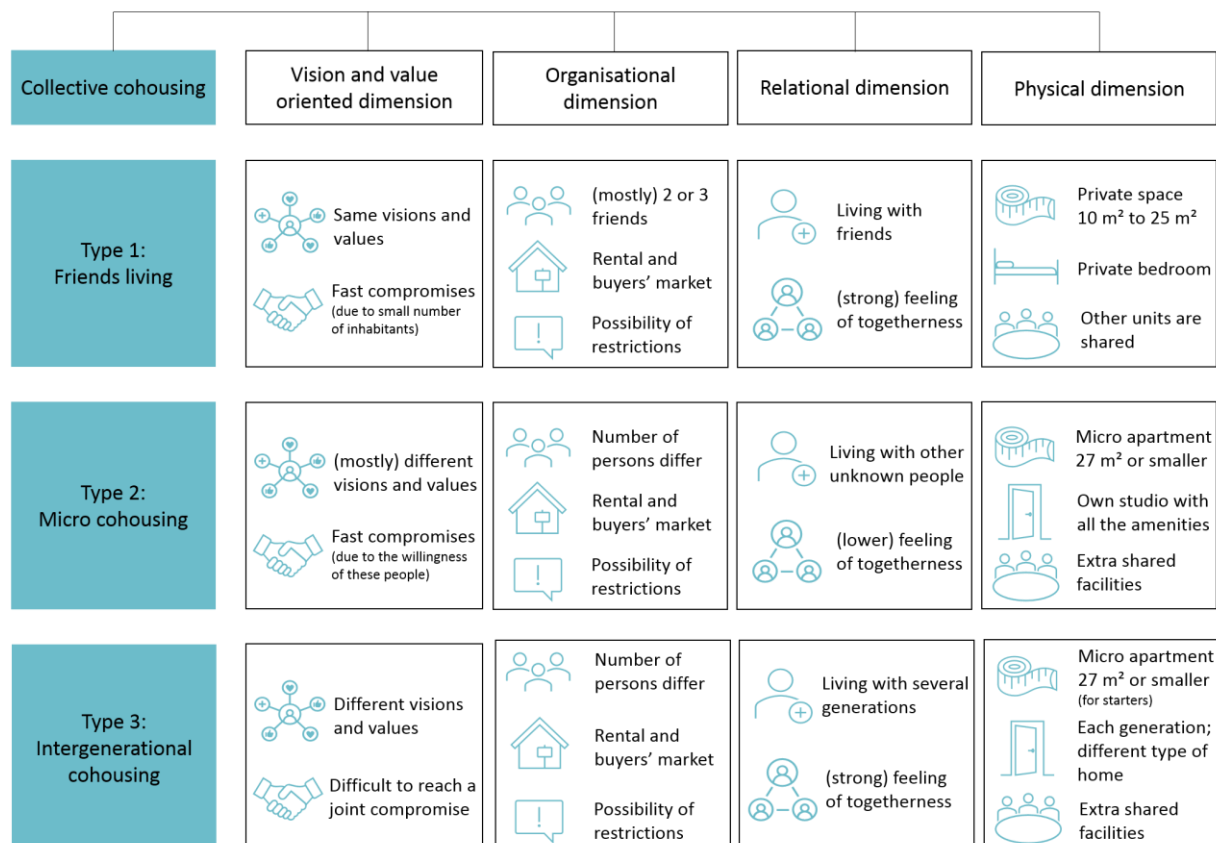 Collective cohousing
Vision and value
oriented dimension
Organisational
dimension
Relational dimension
Physical dimension
Type 1:
Friends living
Same visions and
values
Fast compromises
(due to small number
of inhabitants)
(mostly) 2 or 3
friends
Rental and
buyers’ market
Possibility of
restrictions
Living with
friends
(strong) feeling
of togetherness
Private space
10 m² to 25 m²
Private bedroom
Other units are
shared
Type 2:
Micro cohousing
(mostly) different
visions and values
Fast compromises
(due to the willingness
of these people)
Number of
persons differ
Rental and
buyers’ market
Possibility of
restrictions
Living with other
unknown people
(lower) feeling
of togetherness
Micro apartment
27 m² or smaller
Own studio with
all the amenities
Extra shared
facilities
Type 3:
Intergenerational
cohousing
Different visions
and values
Difficult to reach a
joint compromise
Number of
persons differ
Rental and
buyers’ market
Possibility of
restrictions
Living with several
generations
(strong) feeling
of togetherness
Micro apartment
27 m² or smaller
(for starters)
Each generation;
different type of
home
Extra shared
facilities